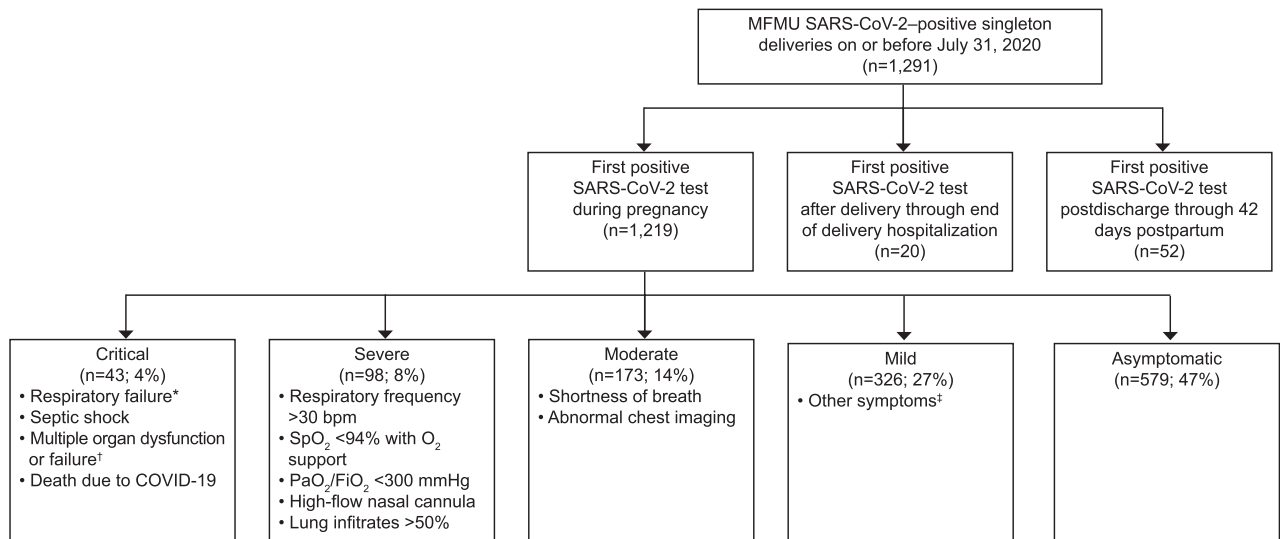 MFMU SARS-CoV-2–positive singleton
deliveries on or before July 31, 2020
(n=1,291)
First positive
SARS-CoV-2 test
during pregnancy
(n=1,219)
First positive
SARS-CoV-2 test
after delivery through end
of delivery hospitalization
(n=20)
First positive
SARS-CoV-2 test
postdischarge through 42
days postpartum
(n=52)
Critical
(n=43; 4%)
• Respiratory failure*
• Septic shock
• Multiple organ dysfunction
or failure†
• Death due to COVID-19
Severe
(n=98; 8%)
• Respiratory frequency
>30 bpm
• SpO2 <94% with O2
support
• PaO2/FiO2 <300 mmHg
• High-flow nasal cannula
• Lung infitrates >50%
Moderate
(n=173; 14%)
• Shortness of breath
• Abnormal chest imaging
Mild
(n=326; 27%)
• Other symptoms‡
Asymptomatic
(n=579; 47%)